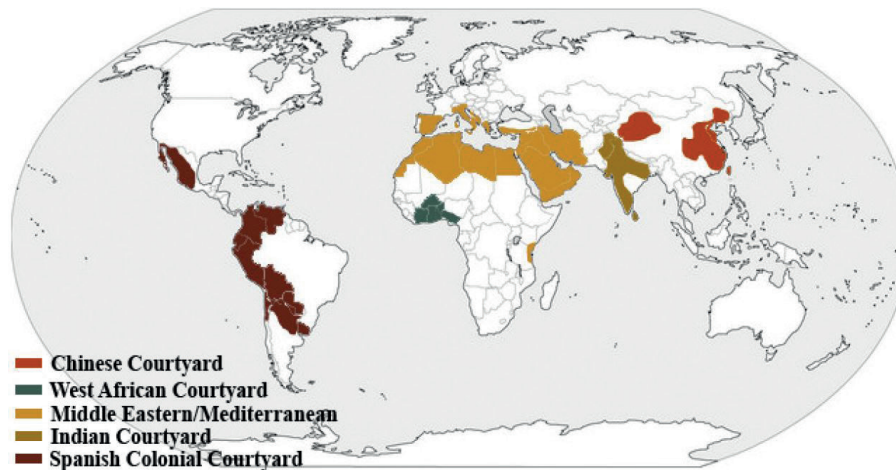 Chinese Courtyard
West African Courtyard
Middle Eastern/Mediterranean
Indian Courtyard
Spanish Colonial Courtyard